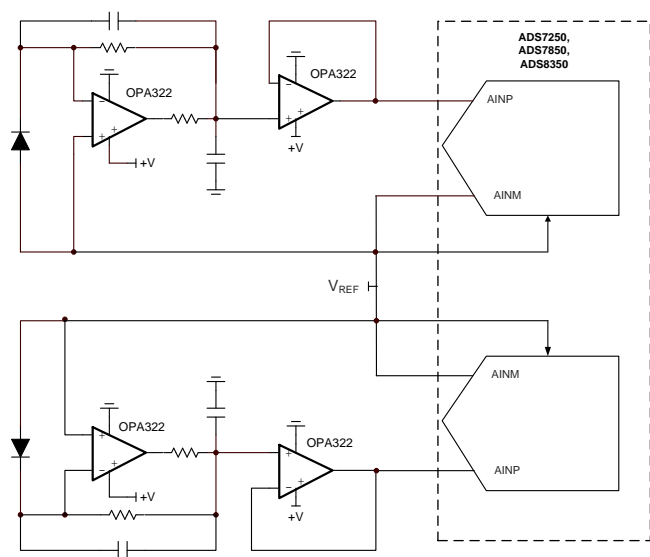 ADS7250,
ADS7850,
ADS8350
OPA322
OPA322
AINP
+V
+V
AINM
VREF
AINM
OPA322
OPA322
AINP
+V
+V